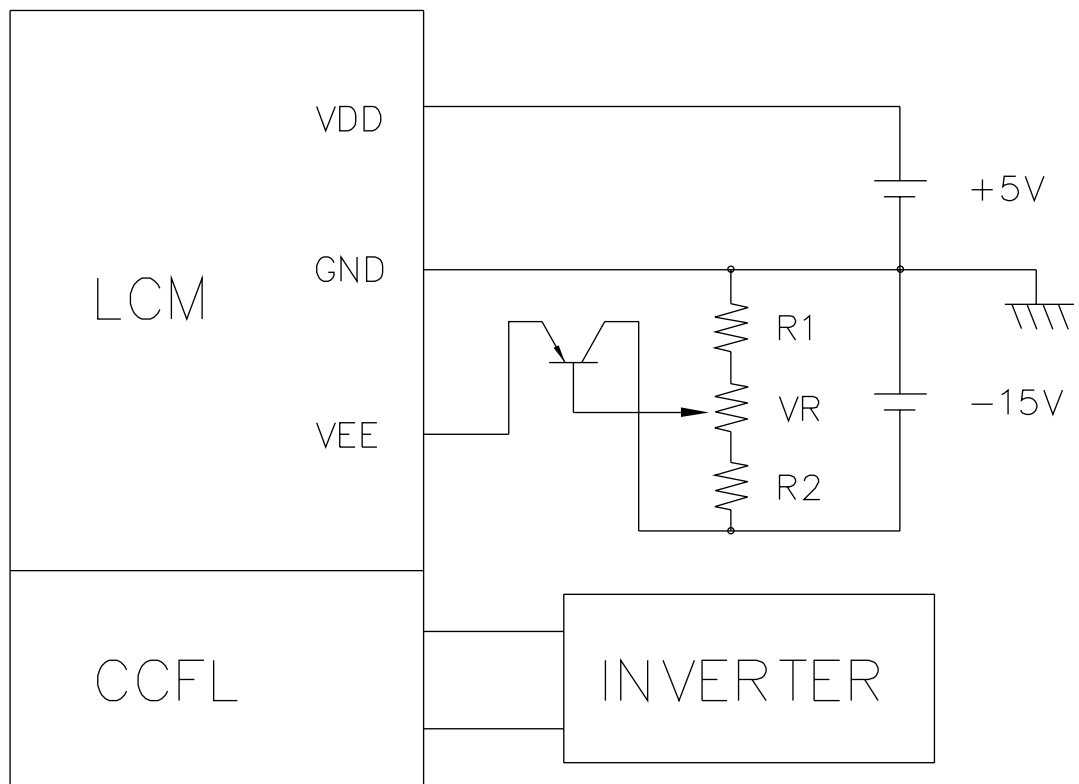 VDD
+5V
GND
LCM
R1
VR
-15V
VEE
R2
CCFL
INVERTER